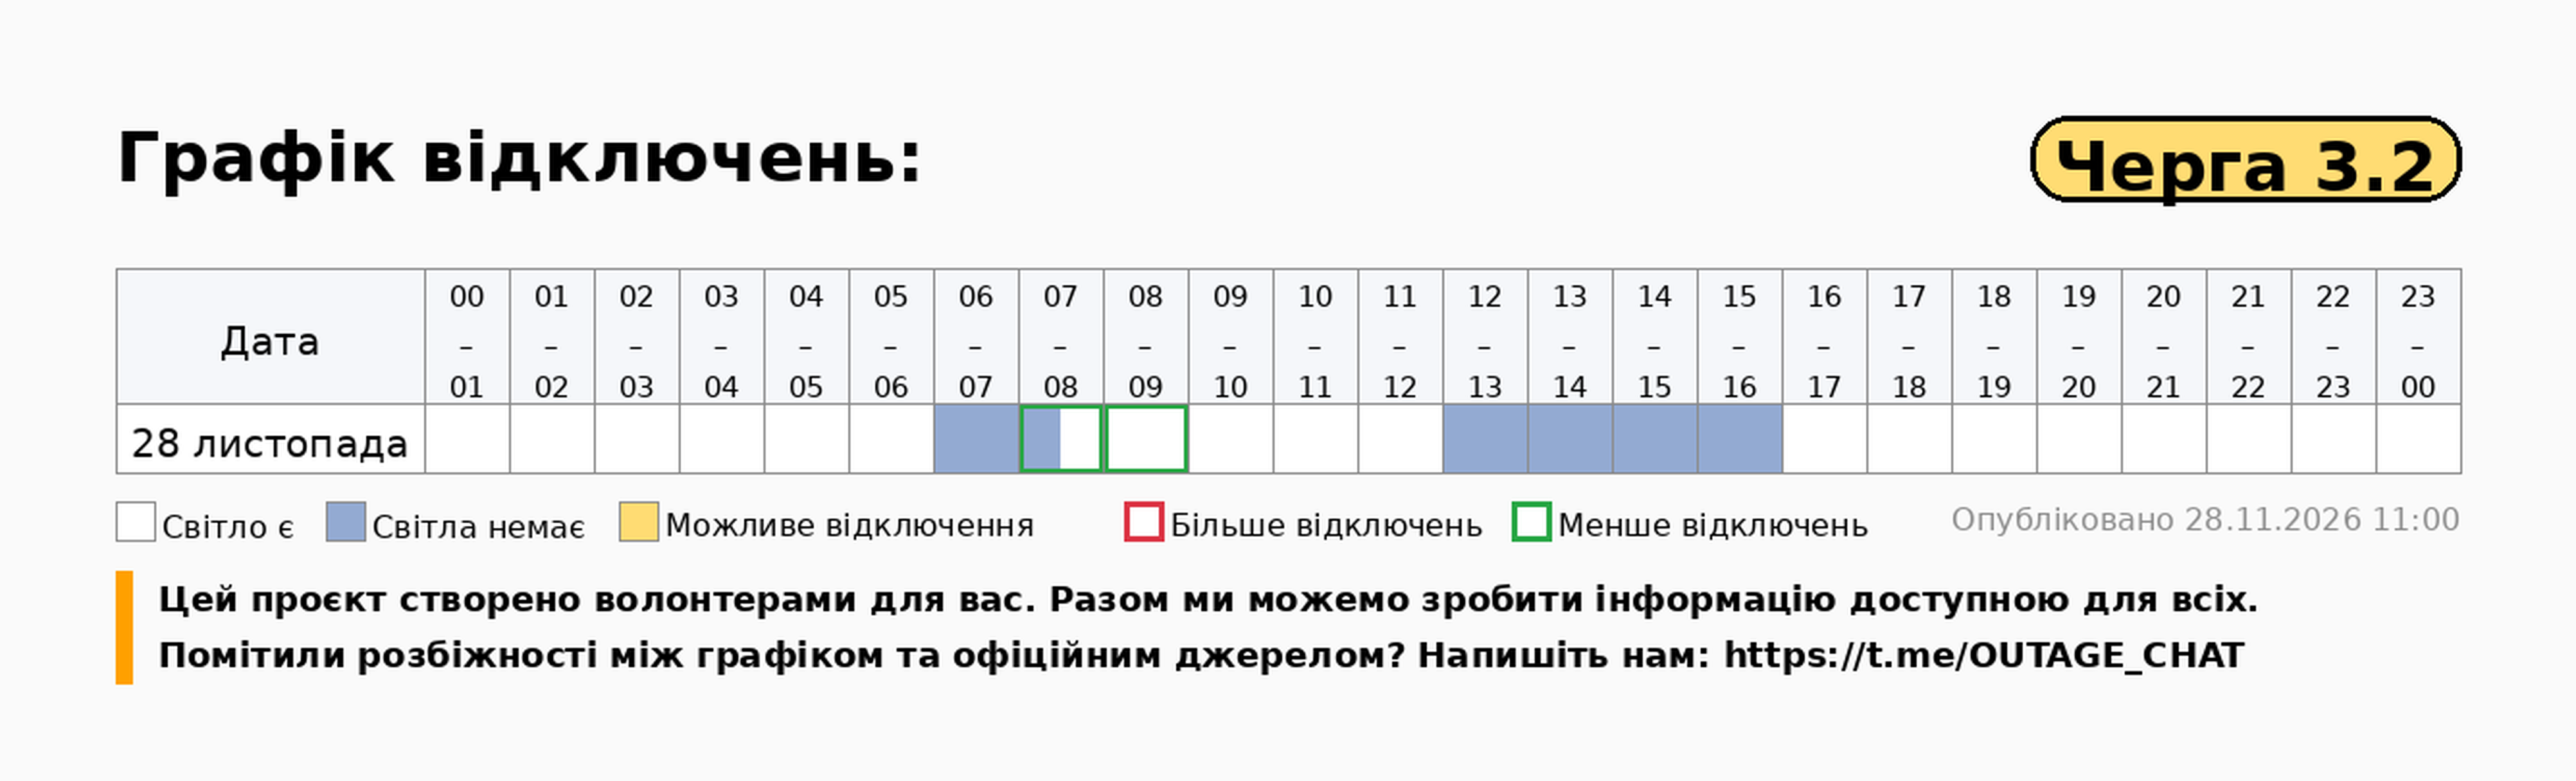 Графік відключень:
Черга 3.2
Дата 00 – 01 01 – 02 02 – 03 03 – 04 04 – 05 05 – 06 06 – 07 07 – 08 08 – 09 09 – 10 10 – 11 11 – 12 12 – 13 13 – 14 14 – 15 15 – 16 16 – 17 17 – 18 18 – 19 19 – 20 20 – 21 21 – 22 22 – 23 23 – 00
28 листопада
Світло є Світла немає Можливе відключення Більше відключень Менше відключень Опубліковано 28.11.2026 11:00
Цей проєкт створено волонтерами для вас. Разом ми можемо зробити інформацію доступною для всіх.
Помітили розбіжності між графіком та офіційним джерелом? Напишіть нам: https://t.me/OUTAGE_CHAT